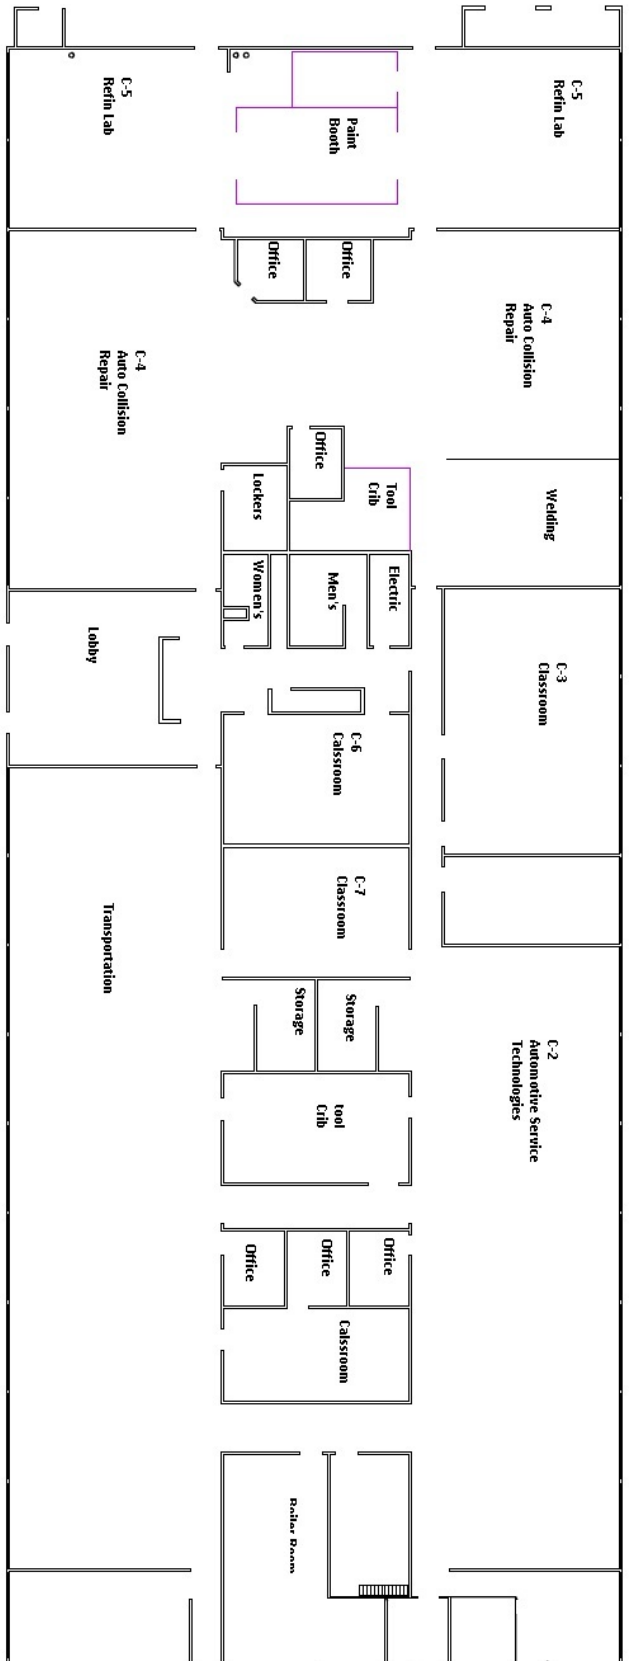 C-5
Refin Lab
Paint
Booth
C-5
Refin Lab
Office
Office
C-4
Auto Collision
Repair
C-4
Auto Collision
Repair
Office
Lockers
Tool
Crib
Welding
Women's
Men's
Electric
Lobby
C-3
Classroom
C-6
Calssroom
C-7
Classroom
Transportation
Storage
Storage
C-2
Automotive Service
Technologies
tool
Crib
Office
Office
Office
Calssroom
Boiler Room